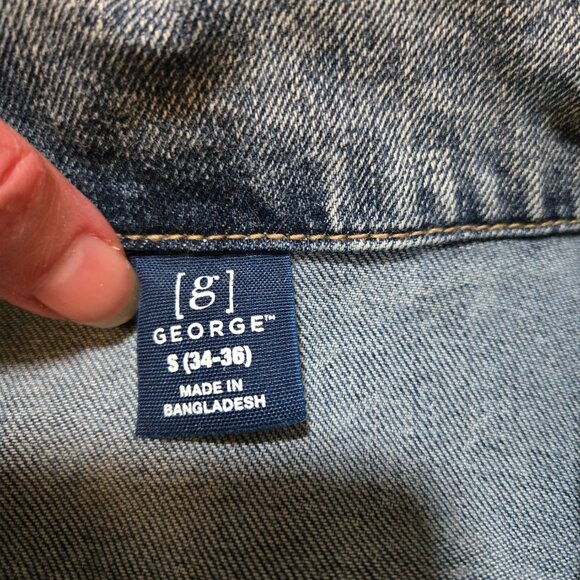 [g]
GEORGE™
S (34-36)
MADE IN
BANGLADESH